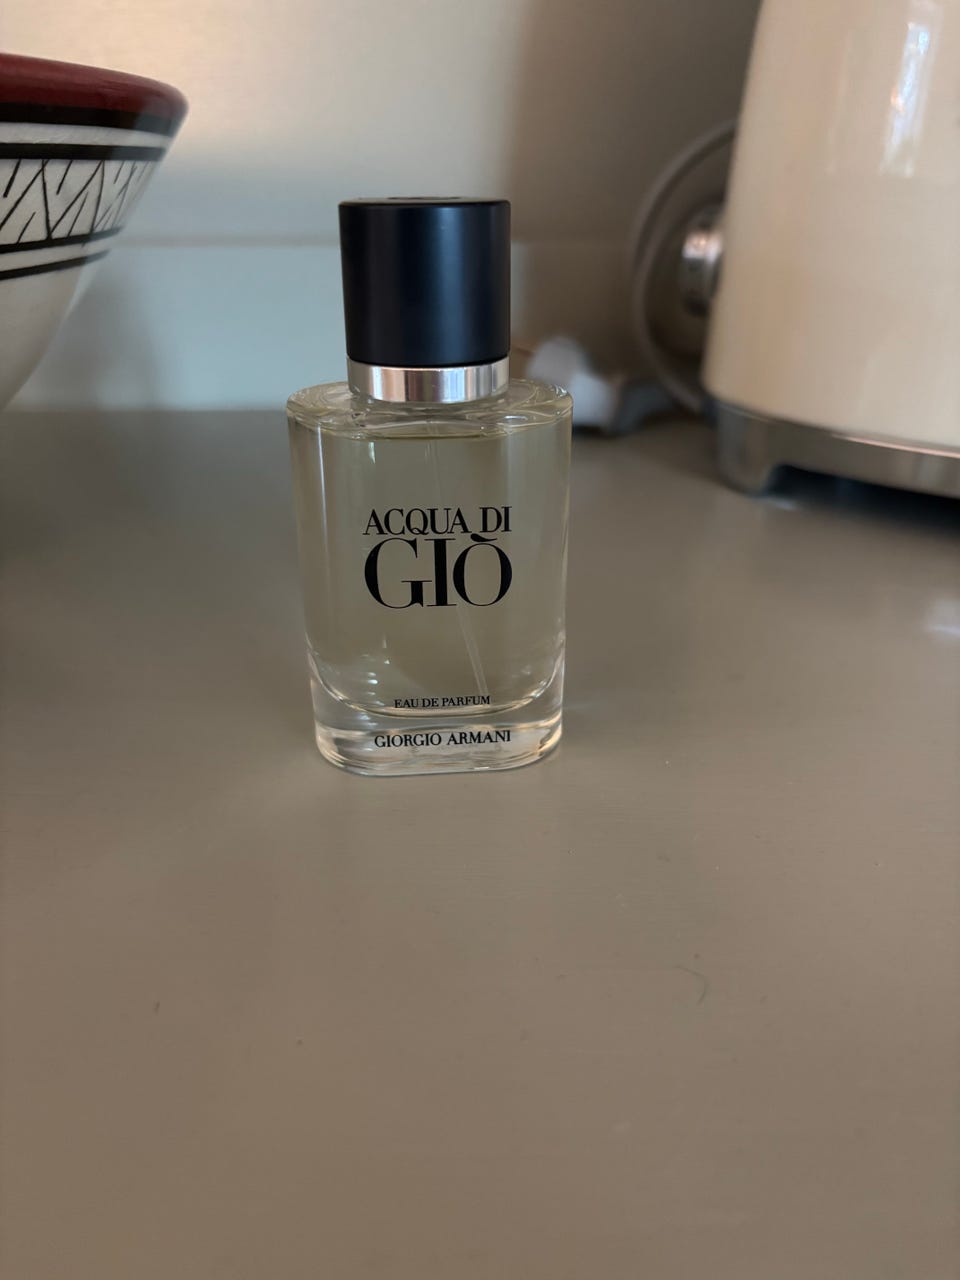 ACQUA DI
GIÒ
EAU DE PARFUM
GIORGIO ARMANI